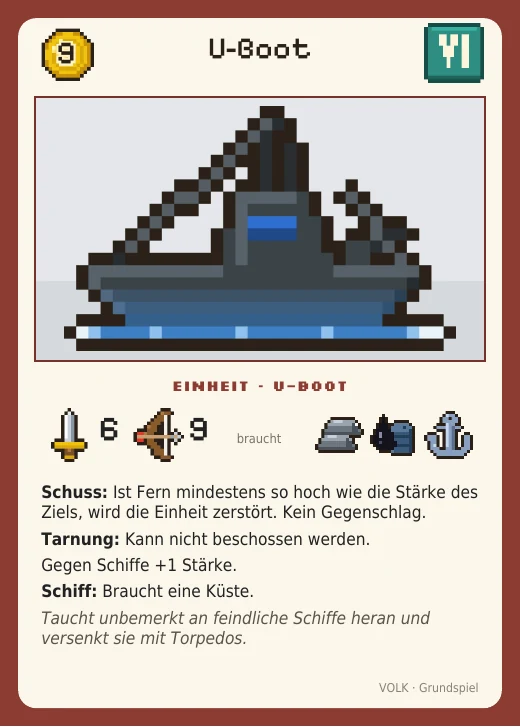 9 U-Boot VI
EINHEIT · U-BOOT
6 9 braucht
Schuss: Ist Fern mindestens so hoch wie die Stärke des
Ziels, wird die Einheit zerstört. Kein Gegenschlag.
Tarnung: Kann nicht beschossen werden.
Gegen Schiffe +1 Stärke.
Schiff: Braucht eine Küste.
Taucht unbemerkt an feindliche Schiffe heran und
versenkt sie mit Torpedos.
VOLK · Grundspiel